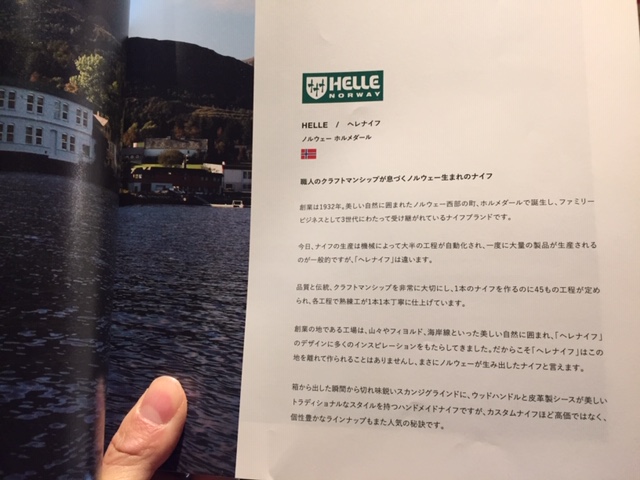 HELLE
NORWAY
HELLE / ヘレナイフ
ノルウェー ホルメダール
職人のクラフトマンシップが息づくノルウェー生まれのナイフ
創業は1932年。美しい自然に囲まれたノルウェー西部の町、ホルメダールで誕生し、ファミリー
ビジネスとして3世代にわたって受け継がれているナイフブランドです。
今日、ナイフの生産は機械によって大半の工程が自動化され、一度に大量の製品が生産される
のが一般的ですが、「ヘレナイフ」は違います。
品質と伝統、クラフトマンシップを非常に大切にし、1本のナイフを作るのに45もの工程が定め
られ、各工程で熟練工が1本1本丁寧に仕上げています。
創業の地である工場は、山々やフィヨルド、海岸線といった美しい自然に囲まれ、「ヘレナイフ」
のデザインに多くのインスピレーションをもたらしてきました。だからこそ「ヘレナイフ」はこの
地を離れて作られることはありませんし、まさにノルウェーが生み出したナイフと言えます。
箱から出した瞬間から切れ味鋭いスカンジグラインドに、ウッドハンドルと皮革製シースが美しい
トラディショナルなスタイルを持つハンドメイドナイフですが、カスタムナイフほど高価ではなく、
個性豊かなラインナップもまた人気の秘訣です。